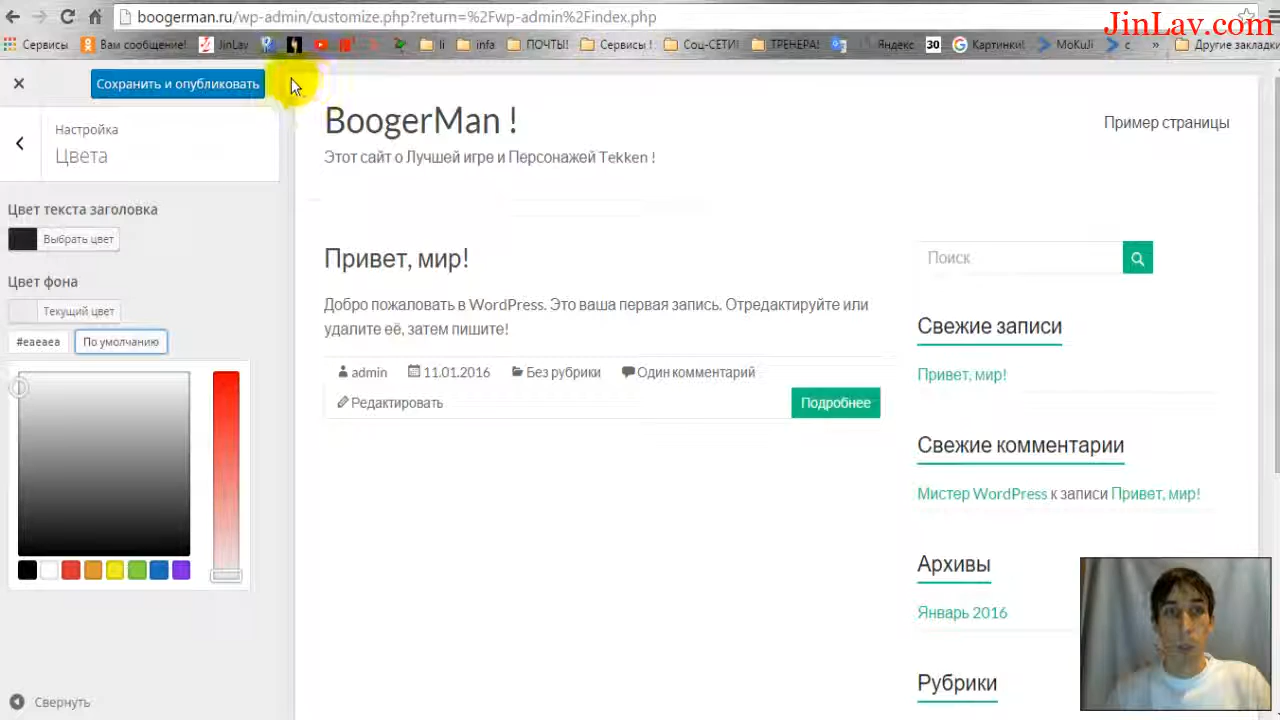 boogerman.ru/wp-admin/customize.php?return=%2Fwp-admin%2Findex.php
JinLav.com
Сервисы Вам сообщение! JinLav li infa ПОЧТЫ! Сервисы ! Соц-СЕТИ! ТРЕНЕРА! Яндекс 30 Картинки! MoKuJi с » Другие закладки
Сохранить и опубликовать
Настройка
Цвета
Цвет текста заголовка
Выбрать цвет
Цвет фона
Текущий цвет
#eaeaea По умолчанию
Свернуть
BoogerMan !
Этот сайт о Лучшей игре и Персонажей Tekken !
Пример страницы
Привет, мир!
Добро пожаловать в WordPress. Это ваша первая запись. Отредактируйте или
удалите её, затем пишите!
admin 11.01.2016 Без рубрики Один комментарий
Редактировать Подробнее
Поиск
Свежие записи
Привет, мир!
Свежие комментарии
Мистер WordPress к записи Привет, мир!
Архивы
Январь 2016
Рубрики